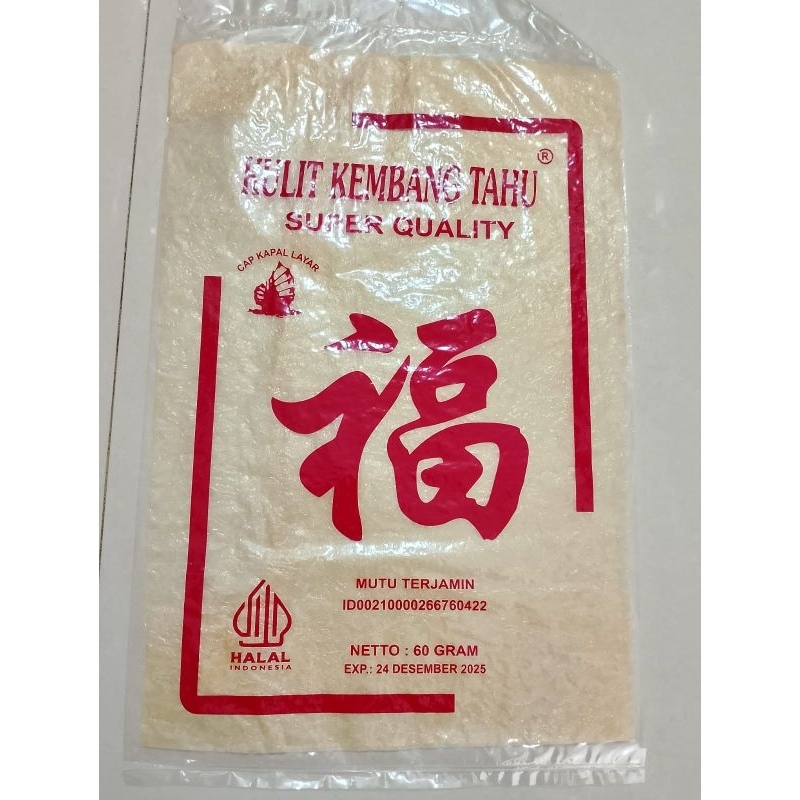 KULIT KEMBANG TAHU ®
SUPER QUALITY
CAP KAPAL LAYAR
福
MUTU TERJAMIN
ID00210000266760422
HALAL
INDONESIA
NETTO : 60 GRAM
EXP.: 24 DESEMBER 2025